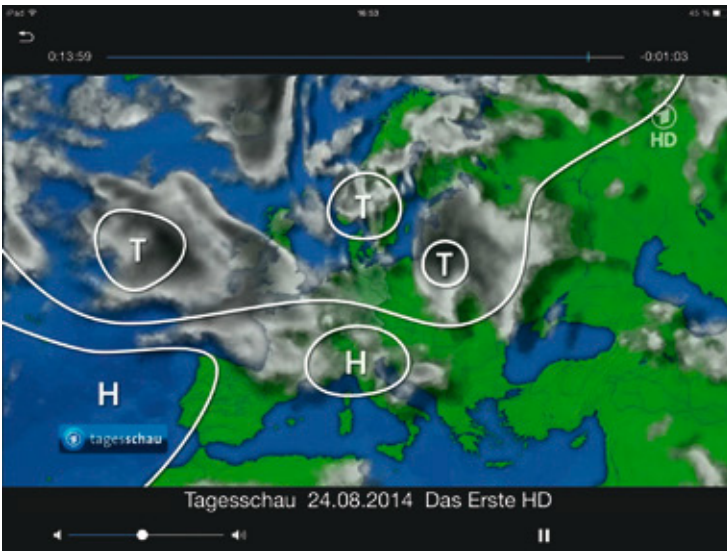 iPad 16:53 45 %
0:13:59 -0:01:03
HD
T
T
T
H
H
tagesschau
Tagesschau 24.08.2014 Das Erste HD